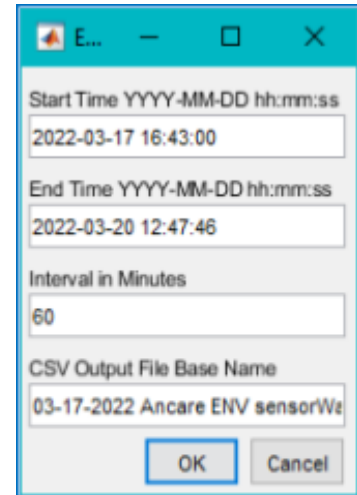 E...
Start Time YYYY-MM-DD hh:mm:ss
2022-03-17 16:43:00
End Time YYYY-MM-DD hh:mm:ss
2022-03-20 12:47:46
Interval in Minutes
60
CSV Output File Base Name
03-17-2022 Ancare ENV sensorWa
OK Cancel